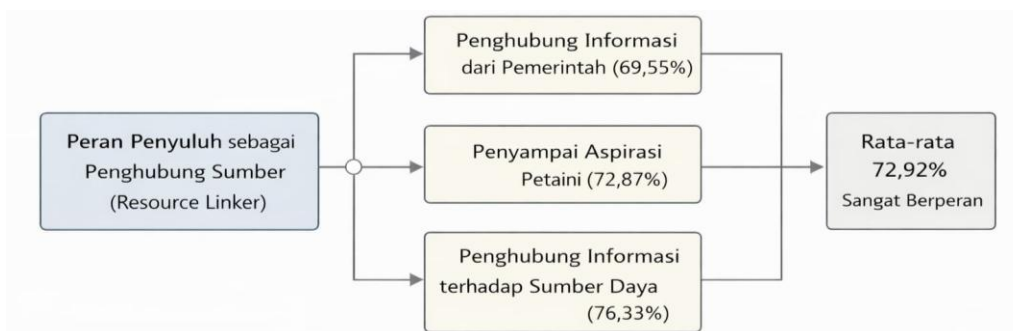 Peran Penyuluh sebagai
Penghubung Sumber
(Resource Linker)
Penghubung Informasi
dari Pemerintah (69,55%)
Penyampai Aspirasi
Petaini (72,87%)
Penghubung Informasi
terhadap Sumber Daya
(76,33%)
Rata-rata
72,92%
Sangat Berperan